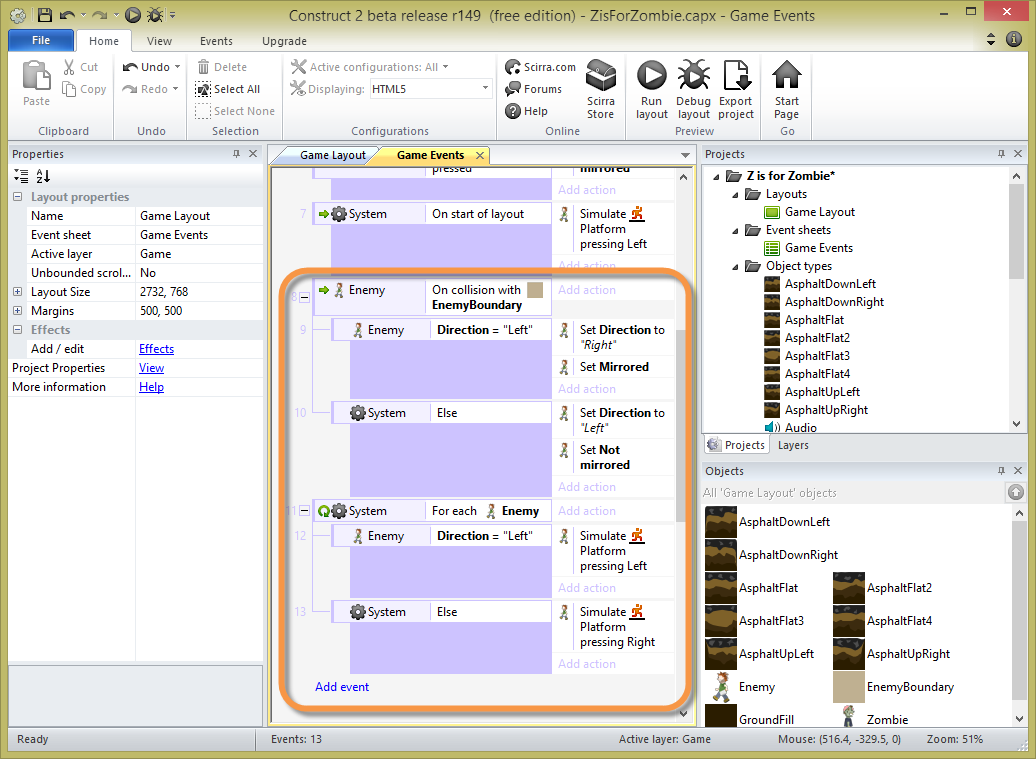 Construct 2 beta release r149 (free edition) - ZisForZombie.capx - Game Events
File Home View Events Upgrade
Paste
Cut
Copy
Clipboard
Undo
Redo
Undo
Delete
Select All
Select None
Selection
Active configurations: All
Displaying: HTML5
Configurations
Scirra.com
Forums
Help
Scirra Store
Online
Run layout
Debug layout
Export project
Preview
Start Page
Go
Properties
Layout properties
Name Game Layout
Event sheet Game Events
Active layer Game
Unbounded scrol... No
Layout Size 2732, 768
Margins 500, 500
Effects
Add / edit Effects
Project Properties View
More information Help
Game Layout Game Events
pressed mirrored
Add action
7 System On start of layout Simulate
Platform
pressing Left
Add action
8 Enemy On collision with Add action
EnemyBoundary
9 Enemy Direction = "Left" Set Direction to
"Right"
Set Mirrored
Add action
10 System Else Set Direction to
"Left"
Set Not
mirrored
Add action
11 System For each Enemy Add action
12 Enemy Direction = "Left" Simulate
Platform
pressing Left
Add action
13 System Else Simulate
Platform
pressing Right
Add action
Add event
Projects
Z is for Zombie*
Layouts
Game Layout
Event sheets
Game Events
Object types
AsphaltDownLeft
AsphaltDownRight
AsphaltFlat
AsphaltFlat2
AsphaltFlat3
AsphaltFlat4
AsphaltUpLeft
AsphaltUpRight
Audio
Projects Layers
Objects
All 'Game Layout' objects
AsphaltDownLeft
AsphaltDownRight
AsphaltFlat AsphaltFlat2
AsphaltFlat3 AsphaltFlat4
AsphaltUpLeft AsphaltUpRight
Enemy EnemyBoundary
GroundFill Zombie
Ready Events: 13 Active layer: Game Mouse: (516.4, -329.5, 0) Zoom: 51%